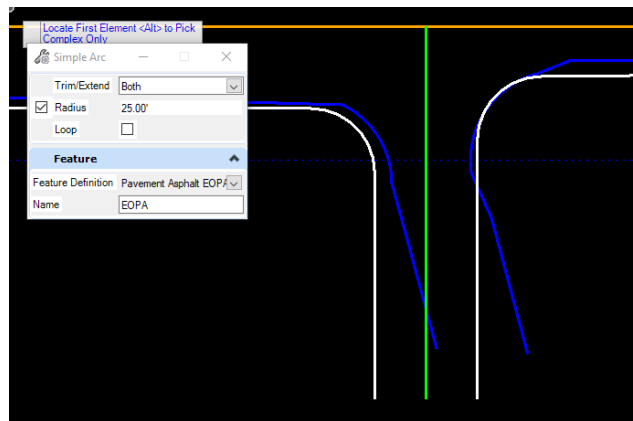 Locate First Element <Alt> to Pick
Complex Only
Simple Arc
Trim/Extend Both
Radius 25.00'
Loop
Feature
Feature Definition Pavement Asphalt EOPA
Name EOPA